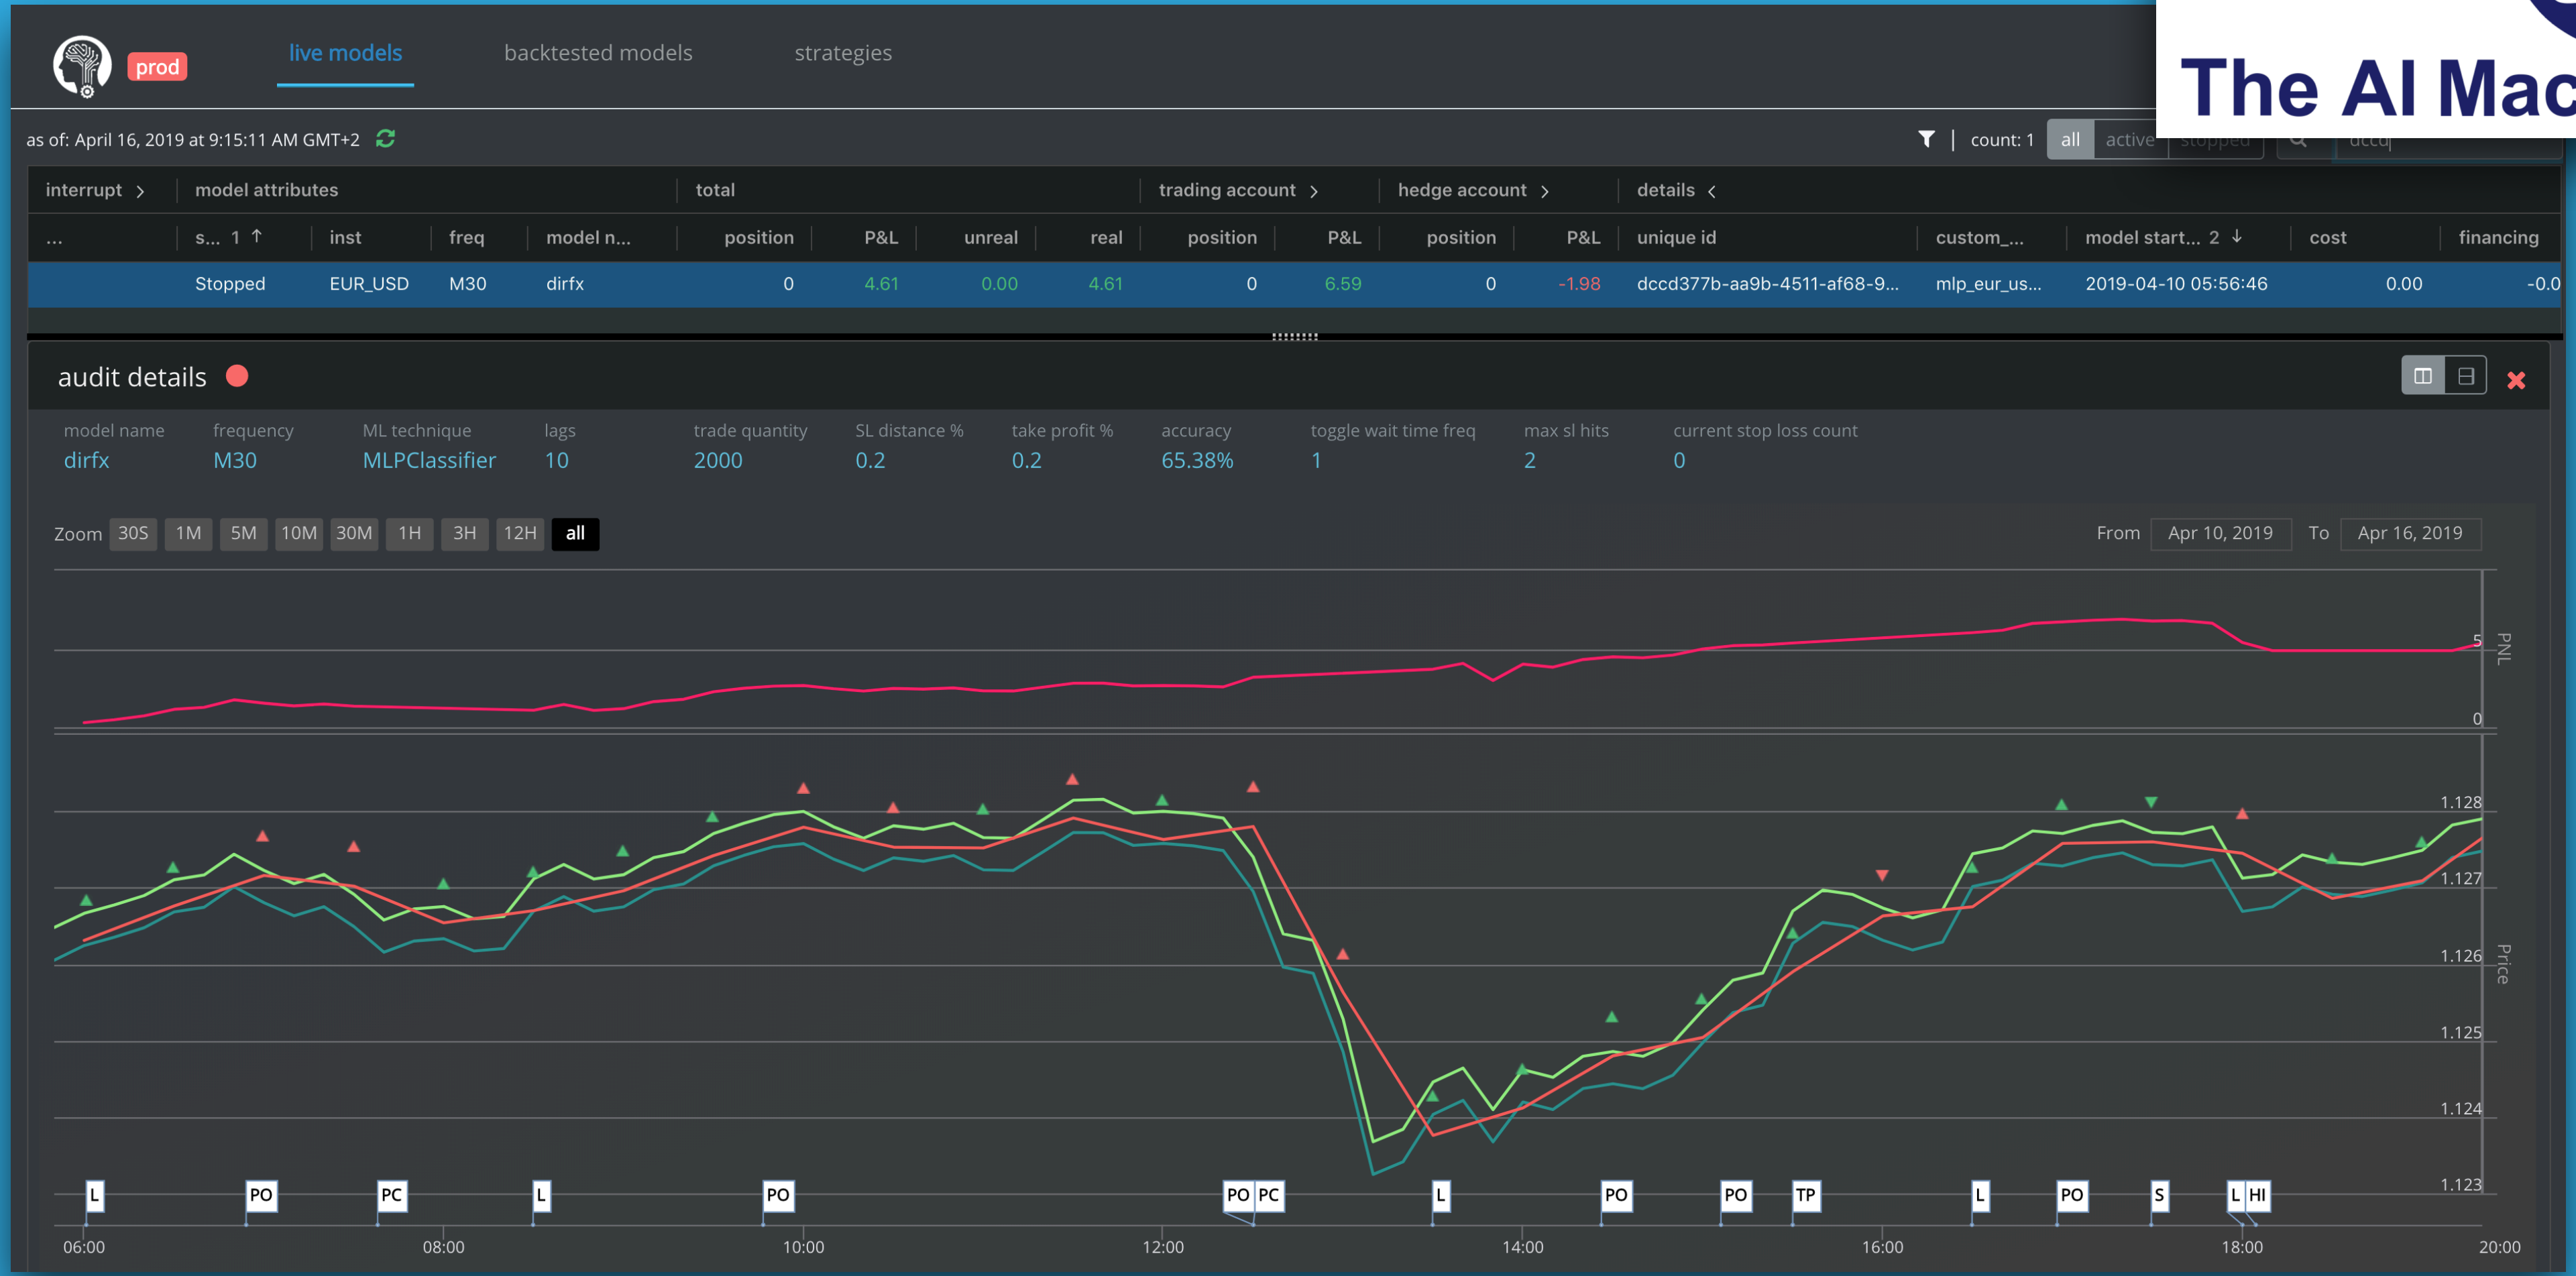 prod
live models
backtested models
strategies
The AI Mac
as of: April 16, 2019 at 9:15:11 AM GMT+2
count: 1
all
active
stopped
dccd
interrupt
model attributes
total
trading account
hedge account
details
...
s... 1
inst
freq
model n...
position
P&L
unreal
real
position
P&L
position
P&L
unique id
custom_...
model start... 2
cost
financing
Stopped
EUR_USD
M30
dirfx
0
4.61
0.00
4.61
0
6.59
0
-1.98
dccd377b-aa9b-4511-af68-9...
mlp_eur_us...
2019-04-10 05:56:46
0.00
-0.0
audit details
model name
frequency
ML technique
lags
trade quantity
SL distance %
take profit %
accuracy
toggle wait time freq
max sl hits
current stop loss count
dirfx
M30
MLPClassifier
10
2000
0.2
0.2
65.38%
1
2
0
Zoom
30S
1M
5M
10M
30M
1H
3H
12H
all
From
Apr 10, 2019
To
Apr 16, 2019
5
PNL
0
1.128
1.127
1.126
Price
1.125
1.124
1.123
L
PO
PC
L
PO
PO
PC
L
PO
PO
TP
L
PO
S
L
HI
06:00
08:00
10:00
12:00
14:00
16:00
18:00
20:00